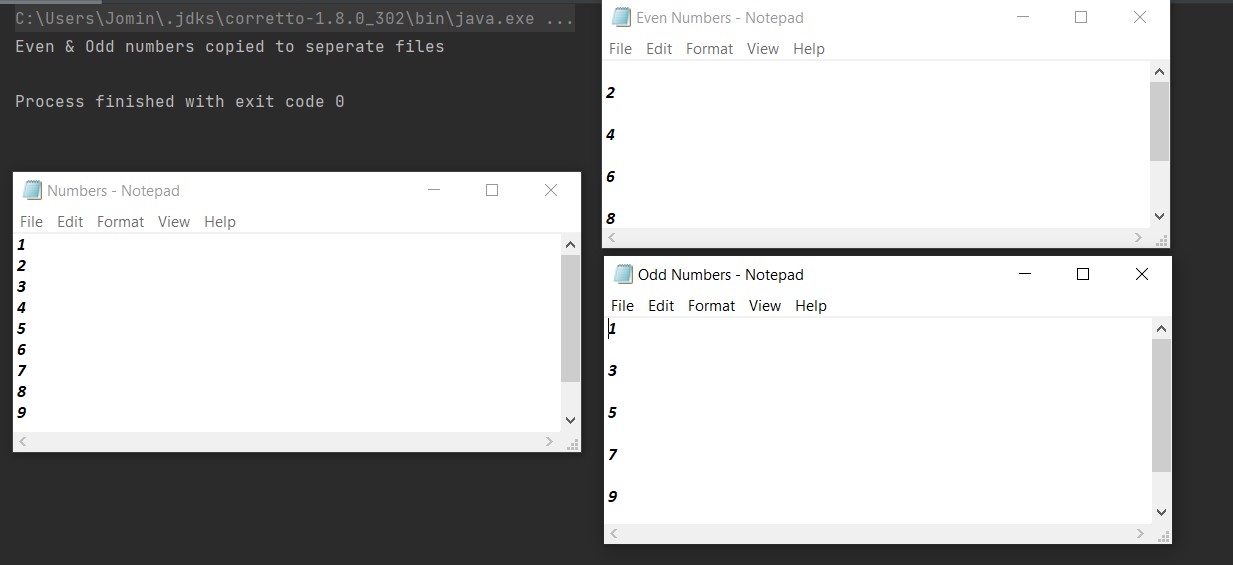 C:\Users\Jomin\.jdks\corretto-1.8.0_302\bin\java.exe ...
Even & Odd numbers copied to seperate files
Process finished with exit code 0
Numbers - Notepad
File Edit Format View Help
1
2
3
4
5
6
7
8
9
Even Numbers - Notepad
File Edit Format View Help
2
4
6
8
Odd Numbers - Notepad
File Edit Format View Help
1
3
5
7
9